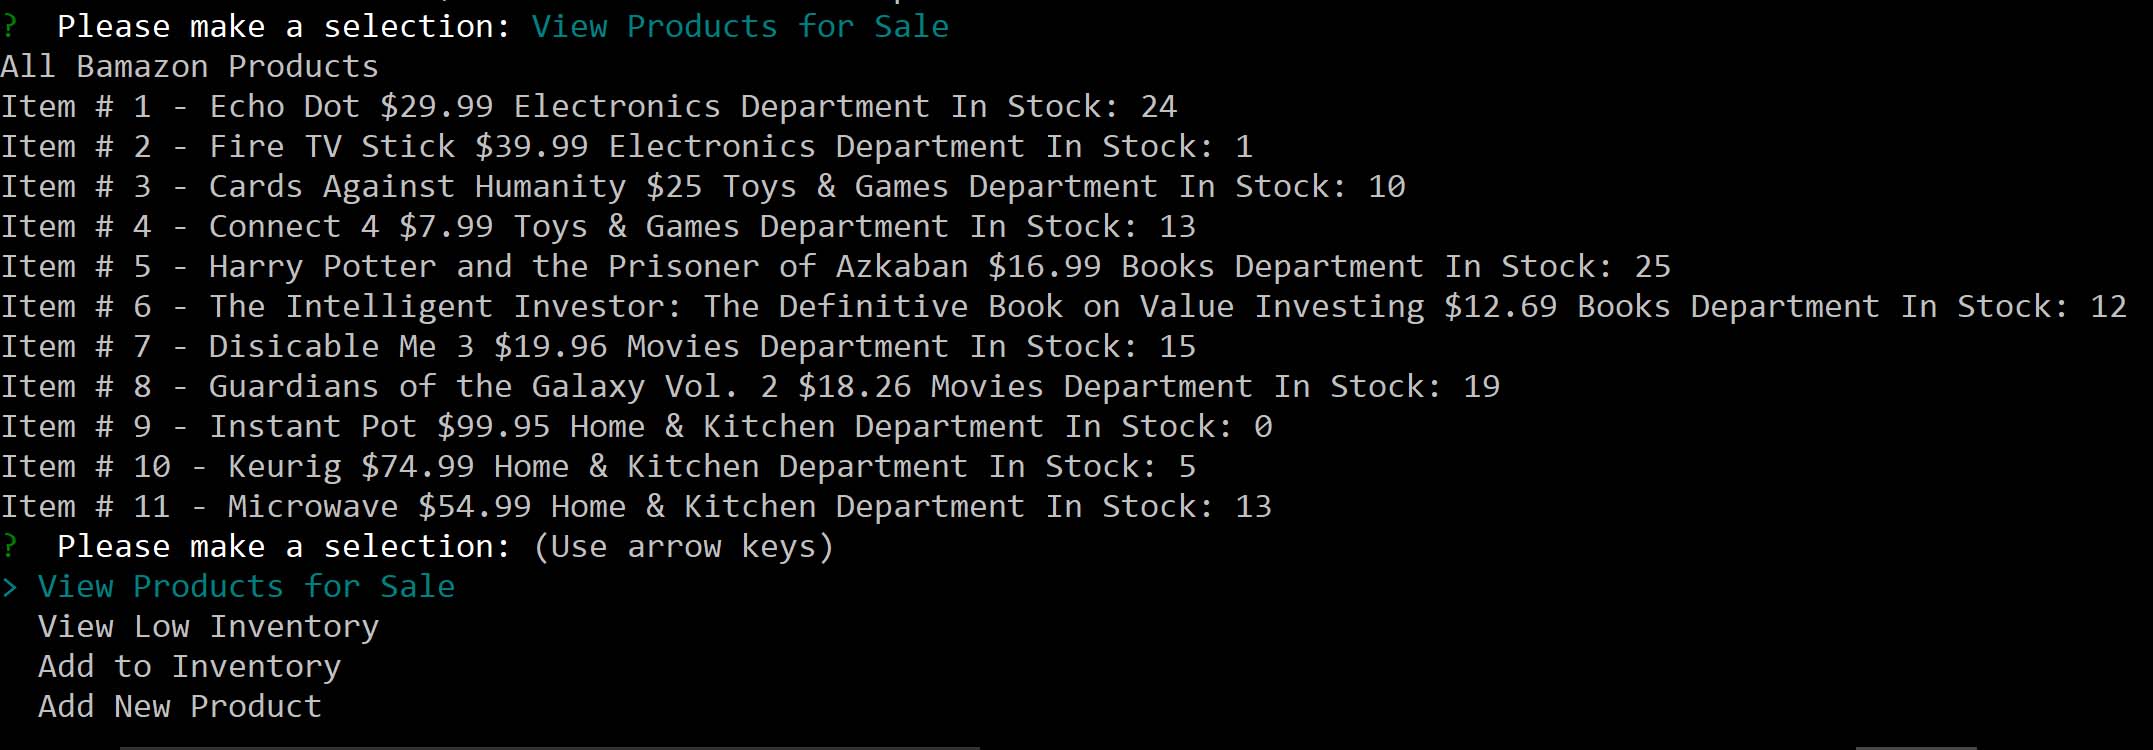 ? Please make a selection: View Products for Sale
All Bamazon Products
Item # 1 - Echo Dot $29.99 Electronics Department In Stock: 24
Item # 2 - Fire TV Stick $39.99 Electronics Department In Stock: 1
Item # 3 - Cards Against Humanity $25 Toys & Games Department In Stock: 10
Item # 4 - Connect 4 $7.99 Toys & Games Department In Stock: 13
Item # 5 - Harry Potter and the Prisoner of Azkaban $16.99 Books Department In Stock: 25
Item # 6 - The Intelligent Investor: The Definitive Book on Value Investing $12.69 Books Department In Stock: 12
Item # 7 - Disicable Me 3 $19.96 Movies Department In Stock: 15
Item # 8 - Guardians of the Galaxy Vol. 2 $18.26 Movies Department In Stock: 19
Item # 9 - Instant Pot $99.95 Home & Kitchen Department In Stock: 0
Item # 10 - Keurig $74.99 Home & Kitchen Department In Stock: 5
Item # 11 - Microwave $54.99 Home & Kitchen Department In Stock: 13
? Please make a selection: (Use arrow keys)
> View Products for Sale
View Low Inventory
Add to Inventory
Add New Product